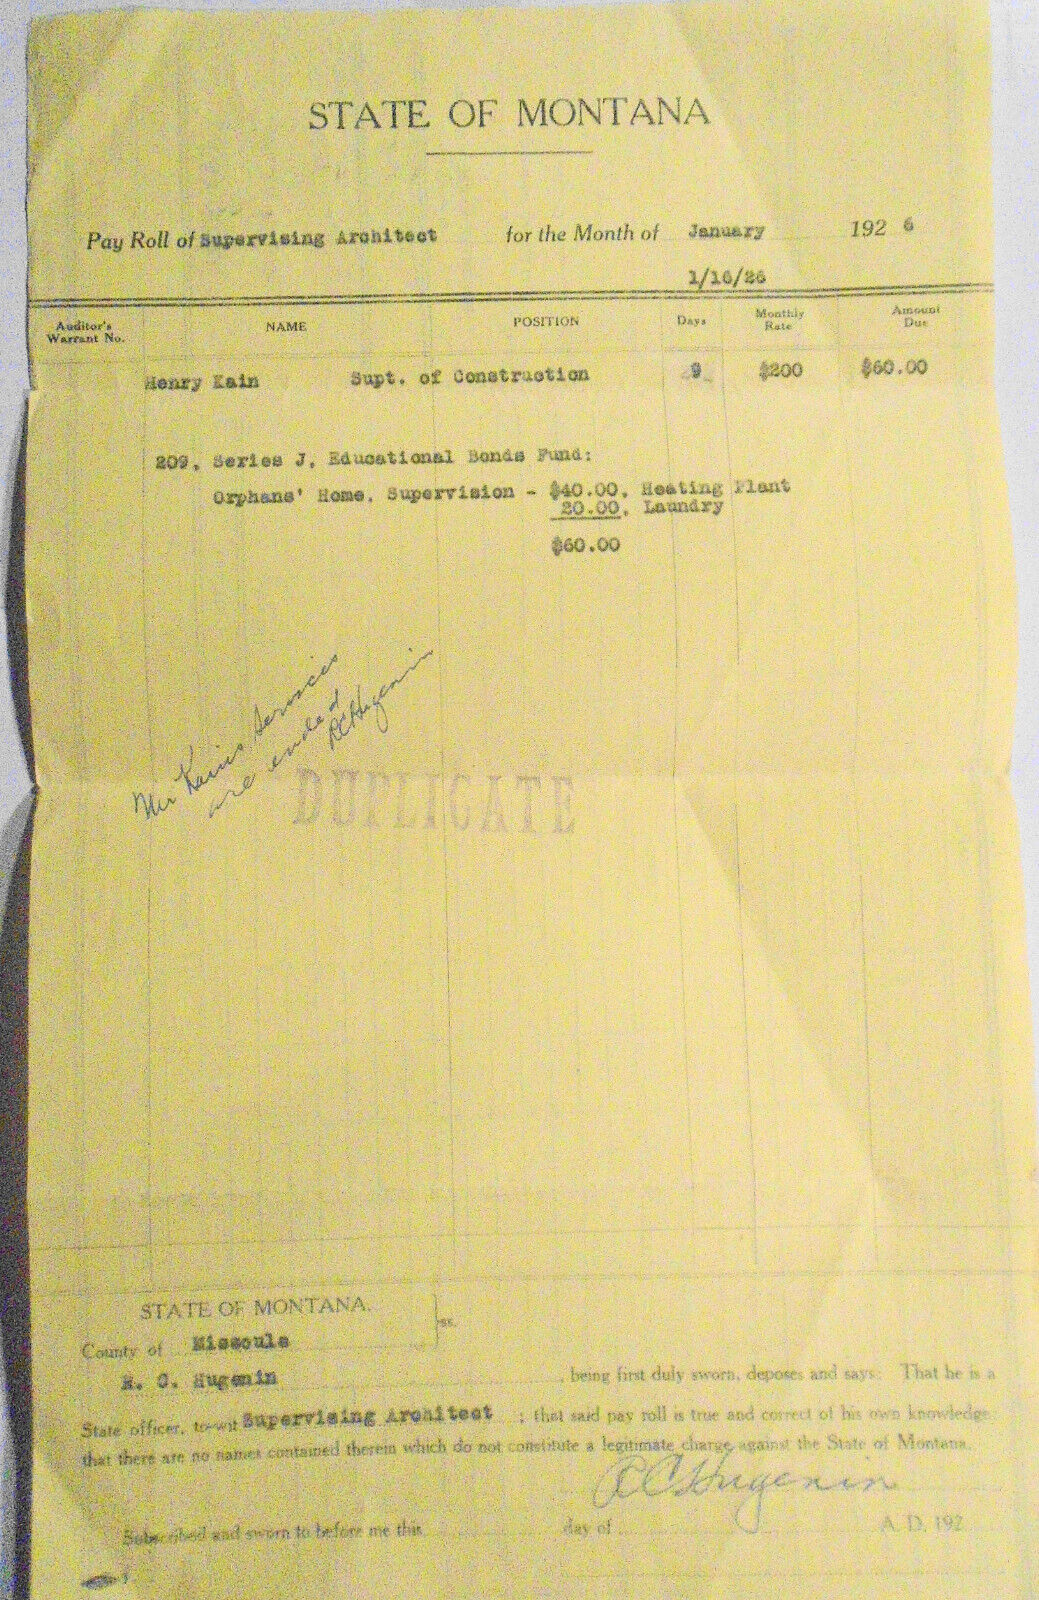 STATE OF MONTANA
Pay Roll of Supervising Architect for the Month of January 1926
1/16/26
Auditor's Warrant No. NAME POSITION Days Monthly Rate Amount Due
Henry Kain Supt. of Construction 9 $200 $60.00
209, Series J, Educational Bonds Fund:
Orphans' Home, Supervision - $40.00, Heating Plant
20.00, Laundry
$60.00
Mr Kains Services
are ended
RCHugenin
DUPLICATE
STATE OF MONTANA.
ss.
County of Missoula
R. C. Hugenin, being first duly sworn, deposes and says: That he is a
State officer, to-wit Supervising Architect; that said pay roll is true and correct of his own knowledge;
that there are no names contained therein which do not constitute a legitimate charge against the State of Montana.
RCHugenin
Subscribed and sworn to before me this day of A. D. 192